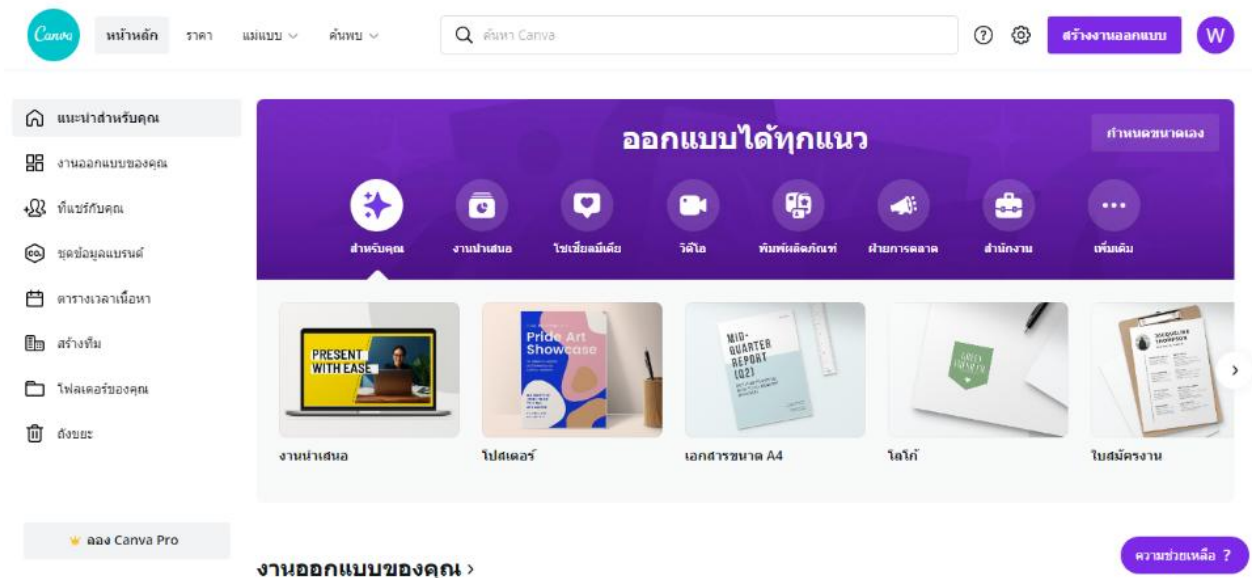 Canva
หน้าหลัก
ราคา
แม่แบบ
ค้นพบ
ค้นหา Canva
สร้างงานออกแบบ
W
แนะนำสำหรับคุณ
งานออกแบบของคุณ
ที่แชร์กับคุณ
CO.
ชุดข้อมูลแบรนด์
ตารางเวลาเนื้อหา
สร้างทีม
โฟลเดอร์ของคุณ
ถังขยะ
ลอง Canva Pro
ออกแบบได้ทุกแนว
กำหนดขนาดเอง
สำหรับคุณ
งานนำเสนอ
โซเชียลมีเดีย
วิดีโอ
พิมพ์ผลิตภัณฑ์
ฝ่ายการตลาด
สำนักงาน
เพิ่มเติม
PRESENT
WITH EASE
Pride Art
Showcase
MID-
QUARTER
REPORT
(Q2)
JACQUELINE
THOMPSON
งานนำเสนอ
โปสเตอร์
เอกสารขนาด A4
โลโก้
ใบสมัครงาน
งานออกแบบของคุณ
ความช่วยเหลือ ?